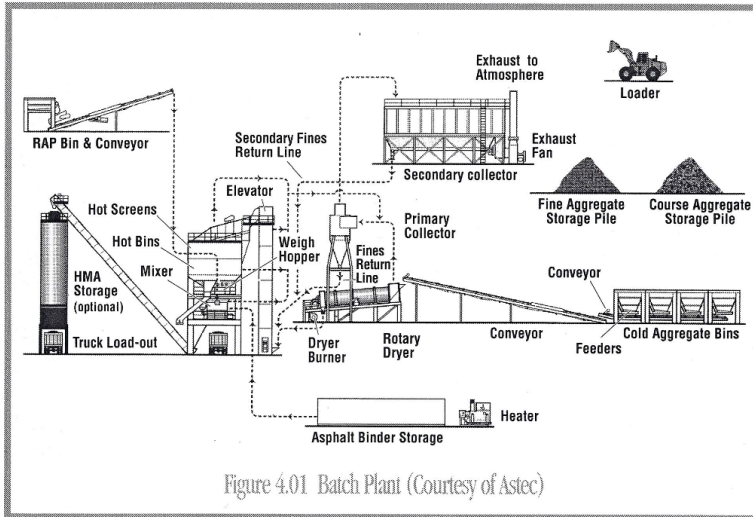 Exhaust to
Atmosphere
Loader
RAP Bin & Conveyor
Secondary Fines
Return Line
Exhaust
Fan
Secondary collector
Elevator
Fine Aggregate
Storage Pile
Course Aggregate
Storage Pile
Hot Screens
Primary
Collector
Hot Bins
Weigh
Hopper
Fines
Return
Line
Mixer
HMA
Storage
(optional)
Conveyor
Truck Load-out
Dryer
Burner
Rotary
Dryer
Conveyor
Feeders
Cold Aggregate Bins
Heater
Asphalt Binder Storage
Figure 4.01 Batch Plant (Courtesy of Astec)